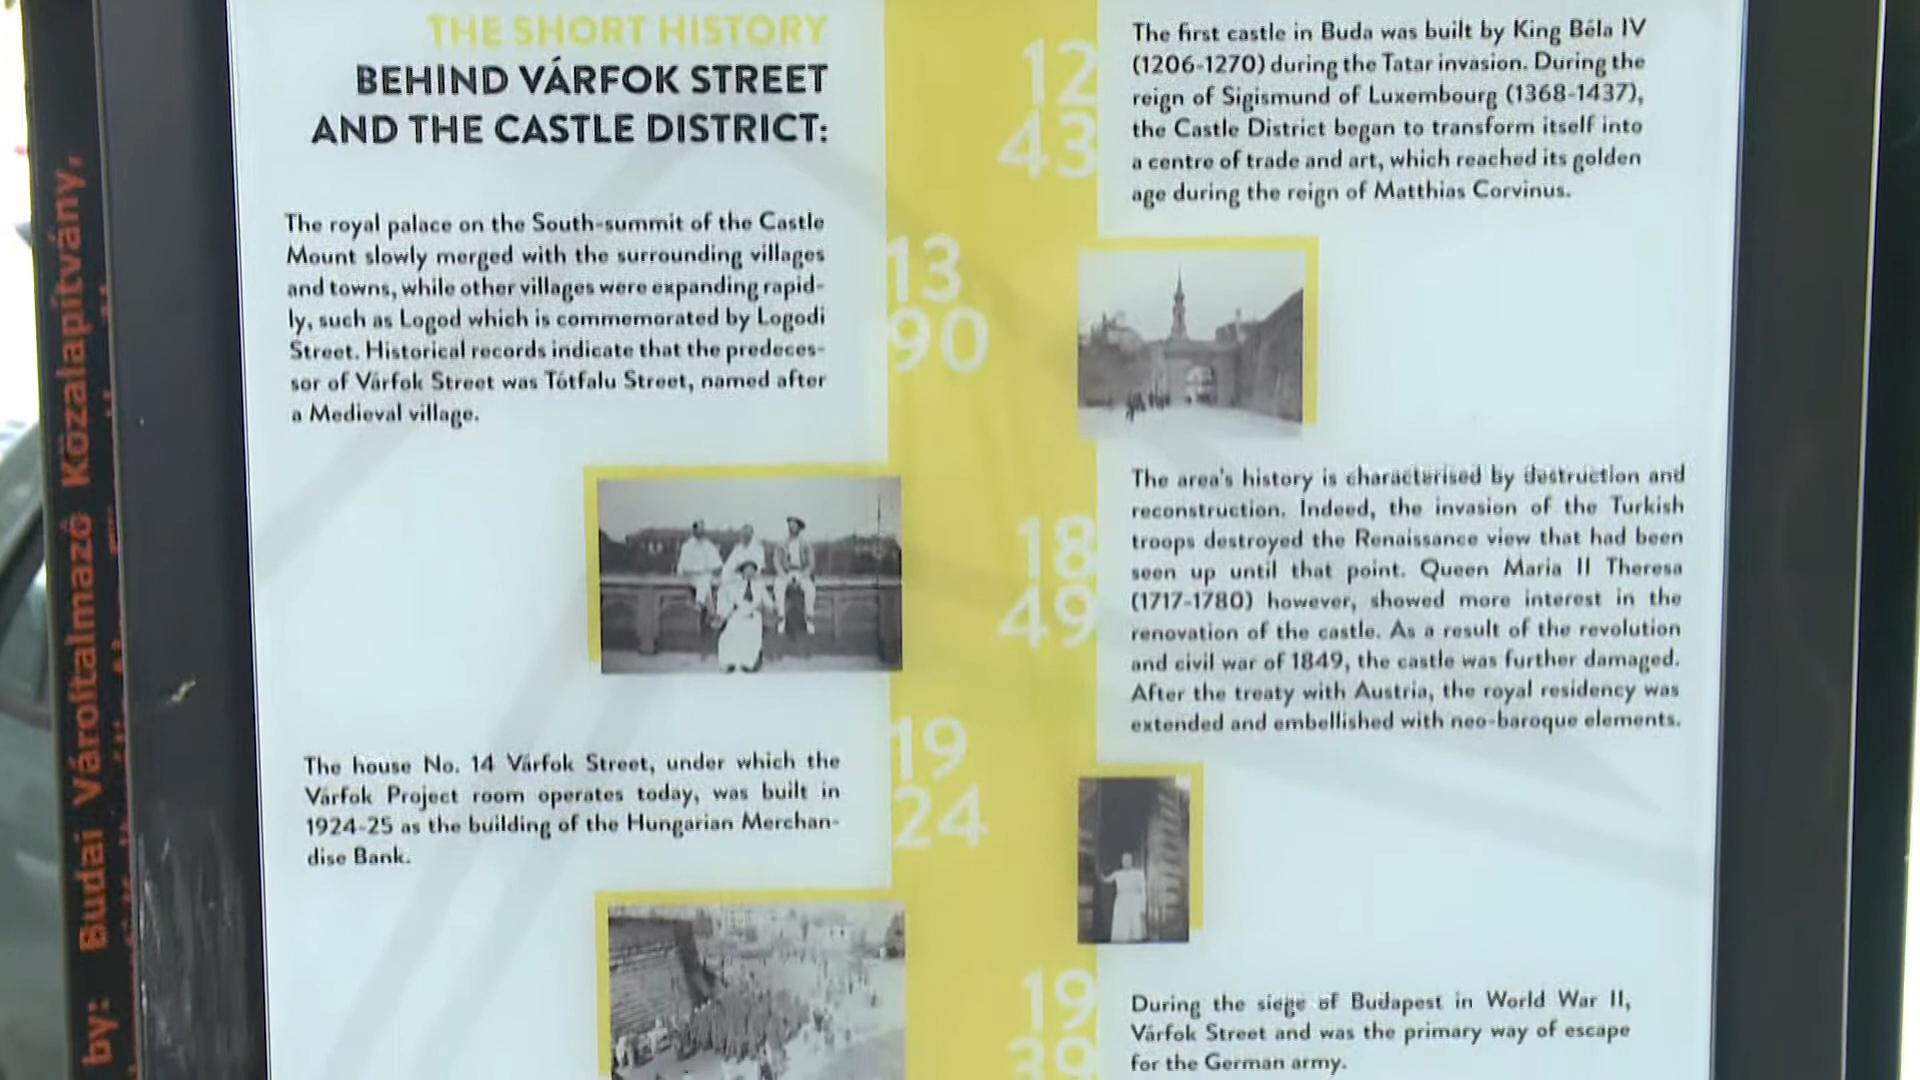 THE SHORT HISTORY
BEHIND VÁRFOK STREET
AND THE CASTLE DISTRICT:
12
43
The first castle in Buda was built by King Béla IV
(1206-1270) during the Tatar invasion. During the
reign of Sigismund of Luxembourg (1368-1437),
the Castle District began to transform itself into
a centre of trade and art, which reached its golden
age during the reign of Matthias Corvinus.
The royal palace on the South-summit of the Castle
Mount slowly merged with the surrounding villages
and towns, while other villages were expanding rapid-
ly, such as Logod which is commemorated by Logodi
Street. Historical records indicate that the predeces-
sor of Várfok Street was Tótfalu Street, named after
a Medieval village.
13
90
18
49
The area's history is characterised by destruction and
reconstruction. Indeed, the invasion of the Turkish
troops destroyed the Renaissance view that had been
seen up until that point. Queen Maria II Theresa
(1717-1780) however, showed more interest in the
renovation of the castle. As a result of the revolution
and civil war of 1849, the castle was further damaged.
After the treaty with Austria, the royal residency was
extended and embellished with neo-baroque elements.
The house No. 14 Várfok Street, under which the
Várfok Project room operates today, was built in
1924-25 as the building of the Hungarian Merchan-
dise Bank.
19
24
19
39
During the siege of Budapest in World War II,
Várfok Street and was the primary way of escape
for the German army.
by: Budai Várfoltalmazó Közalapítvány,